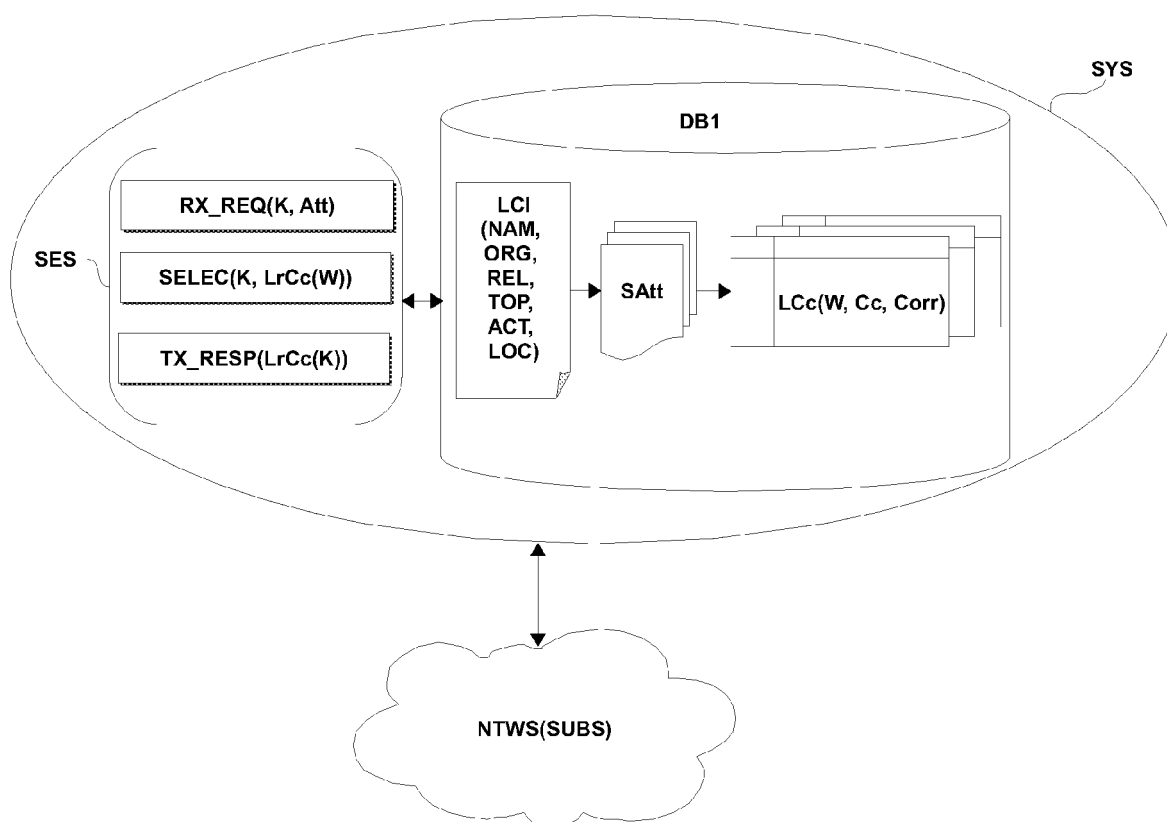 SYS
DB1
RX_REQ(K, Att)
SES
SELEC(K, LrCc(W))
TX_RESP(LrCc(K))
LCI
(NAM,
ORG,
REL,
TOP,
ACT,
LOC)
SAtt
LCc(W, Cc, Corr)
NTWS(SUBS)